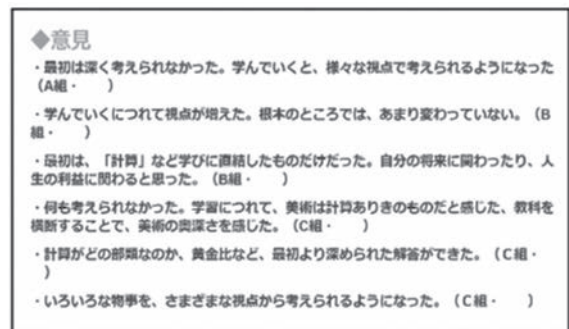 ◆意見
・最初は深く考えられなかった。学んでいくと、様々な視点で考えられるようになった
（A組・　　）
・学んでいくにつれて視点が増えた。根本のところでは、あまり変わっていない。（B
組・　　）
・最初は、「計算」など学びに直結したものだけだった。自分の将来に関わったり、人
生の利益に関わると思った。（B組・　　）
・何も考えられなかった。学習につれて、美術は計算ありきのものだと感じた、教科を
横断することで、美術の奥深さを感じた。（C組・　　）
・計算がどの部類なのか、黄金比など、最初より深められた解答ができた。（C組・
　）
・いろいろな物事を、さまざまな視点から考えられるようになった。（C組・　　）